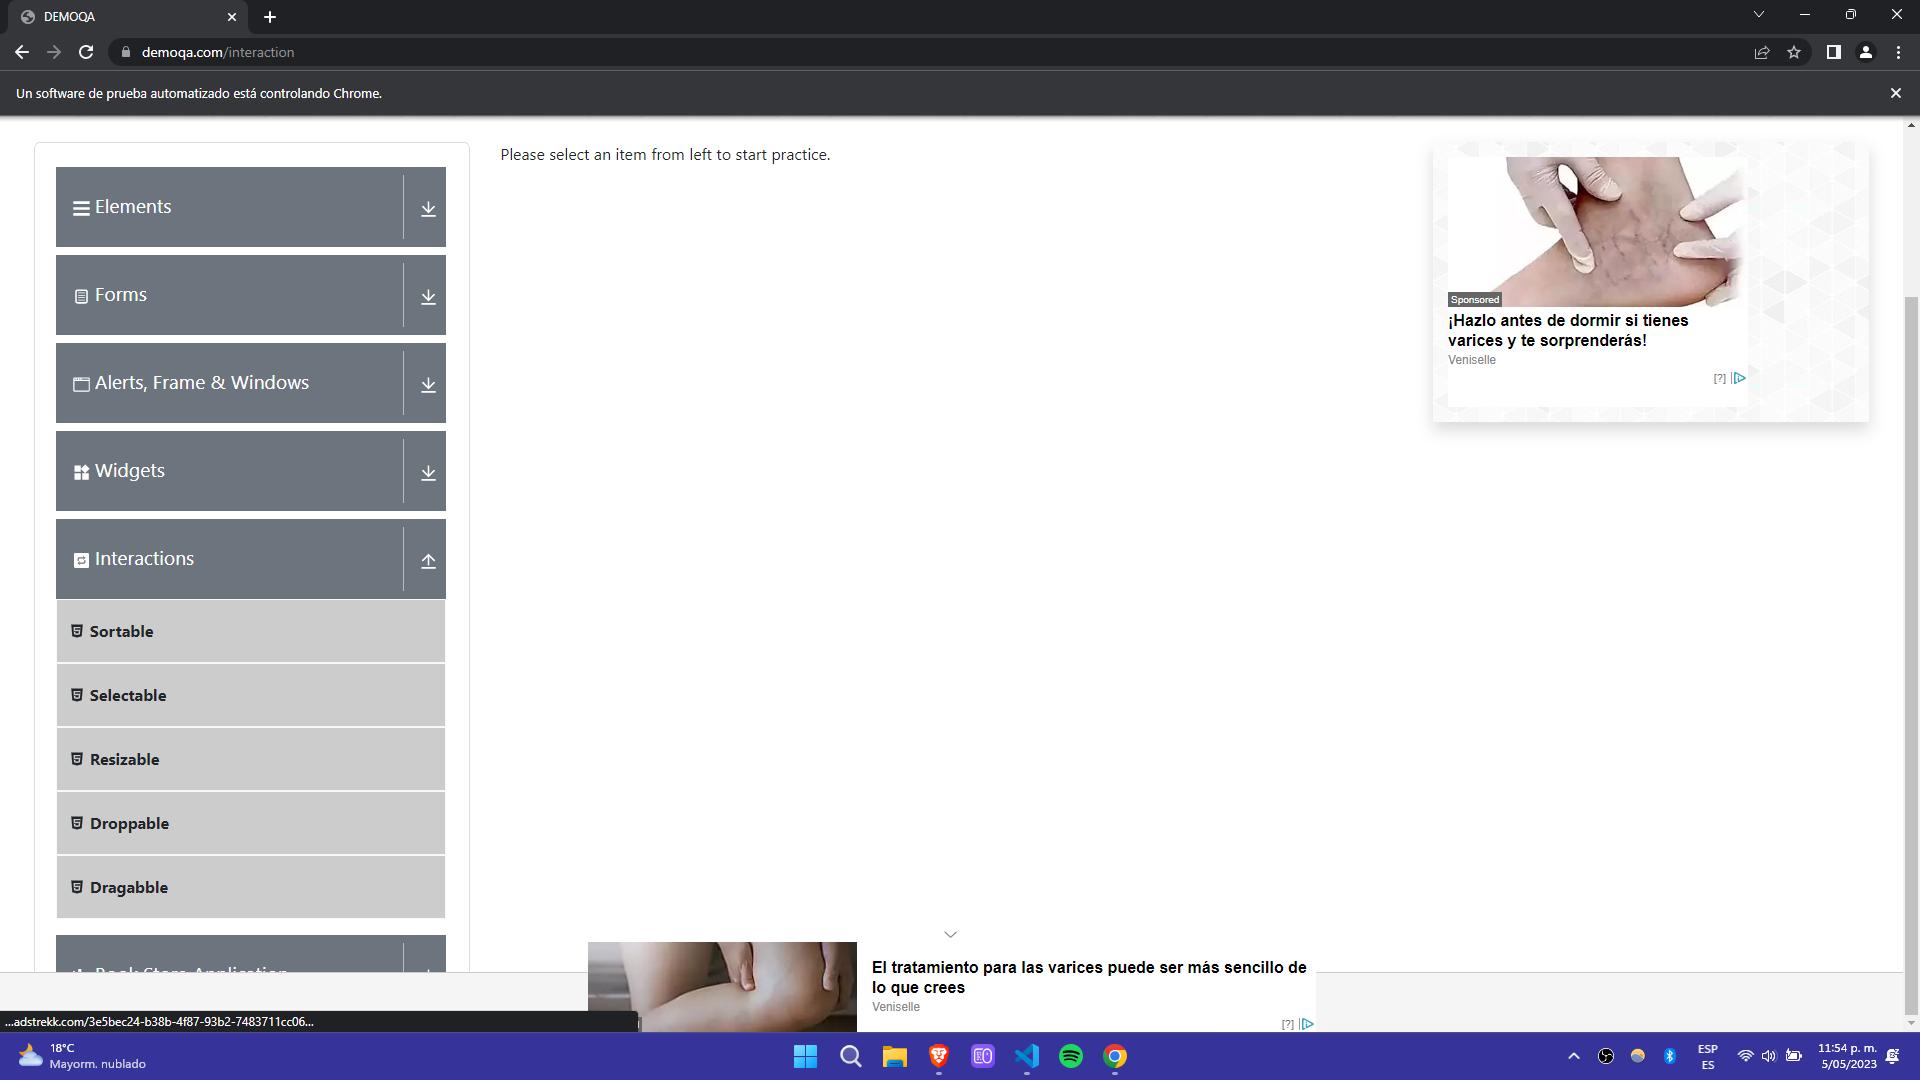 DEMOQA
demoqa.com/interaction
Un software de prueba automatizado está controlando Chrome.
Elements
Forms
Alerts, Frame & Windows
Widgets
Interactions
Sortable
Selectable
Resizable
Droppable
Dragabble
Book Store Application
Please select an item from left to start practice.
Sponsored
¡Hazlo antes de dormir si tienes
varices y te sorprenderás!
Veniselle
[?]
El tratamiento para las varices puede ser más sencillo de
lo que crees
Veniselle
[?]
...adstrekk.com/3e5bec24-b38b-4f87-93b2-7483711cc06...
18°C
Mayorm. nublado
ESP
ES
11:54 p. m.
5/05/2023